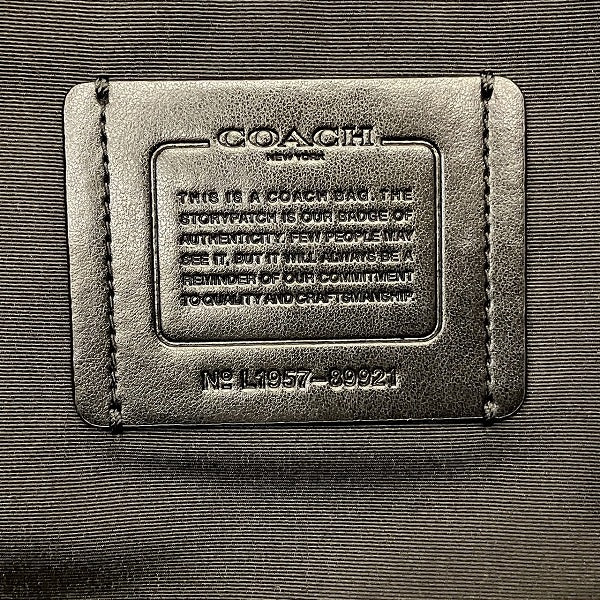 COACH
NEW YORK
THIS IS A COACH BAG. THE
STORYPATCH IS OUR BADGE OF
AUTHENTICITY. FEW PEOPLE MAY
SEE IT, BUT IT WILL ALWAYS BE A
REMINDER OF OUR COMMITMENT
TO QUALITY AND CRAFTSMANSHIP.
Nº L1957-89921